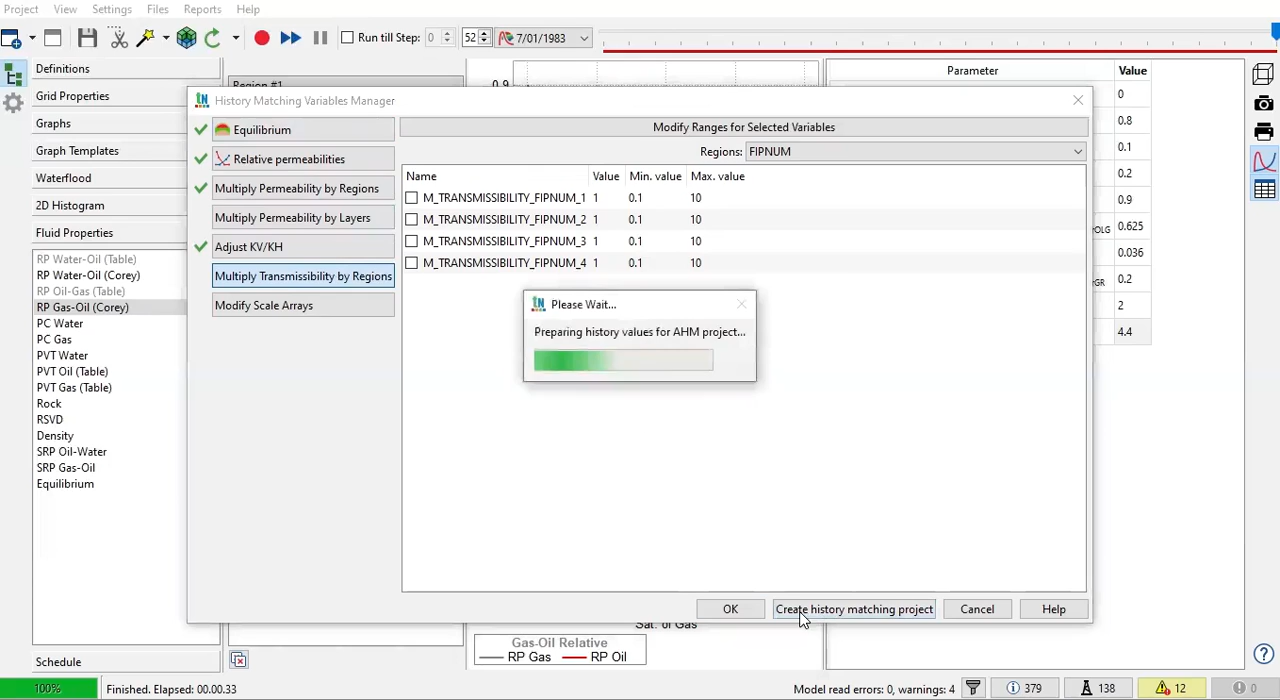 Project View Settings Files Reports Help
Run till Step: 0 52 7/01/1983
Definitions
Grid Properties
Graphs
Graph Templates
Waterflood
2D Histogram
Fluid Properties
RP Water-Oil (Table)
RP Water-Oil (Corey)
RP Oil-Gas (Table)
RP Gas-Oil (Corey)
PC Water
PC Gas
PVT Water
PVT Oil (Table)
PVT Gas (Table)
Rock
RSVD
Density
SRP Oil-Water
SRP Gas-Oil
Equilibrium
Schedule
Region #1
0.9
History Matching Variables Manager
Equilibrium
Relative permeabilities
Multiply Permeability by Regions
Multiply Permeability by Layers
Adjust KV/KH
Multiply Transmissibility by Regions
Modify Scale Arrays
Modify Ranges for Selected Variables
Regions: FIPNUM
Name Value Min. value Max. value
M_TRANSMISSIBILITY_FIPNUM_1 1 0.1 10
M_TRANSMISSIBILITY_FIPNUM_2 1 0.1 10
M_TRANSMISSIBILITY_FIPNUM_3 1 0.1 10
M_TRANSMISSIBILITY_FIPNUM_4 1 0.1 10
Please Wait...
Preparing history values for AHM project...
OK Create history matching project Cancel Help
Sat. of Gas
Gas-Oil Relative
RP Gas RP Oil
Parameter Value
0
0.8
0.1
0.2
0.9
OLG 0.625
0.036
GR 0.2
2
4.4
100% Finished. Elapsed: 00.00.33 Model read errors: 0, warnings: 4 379 138 12 0